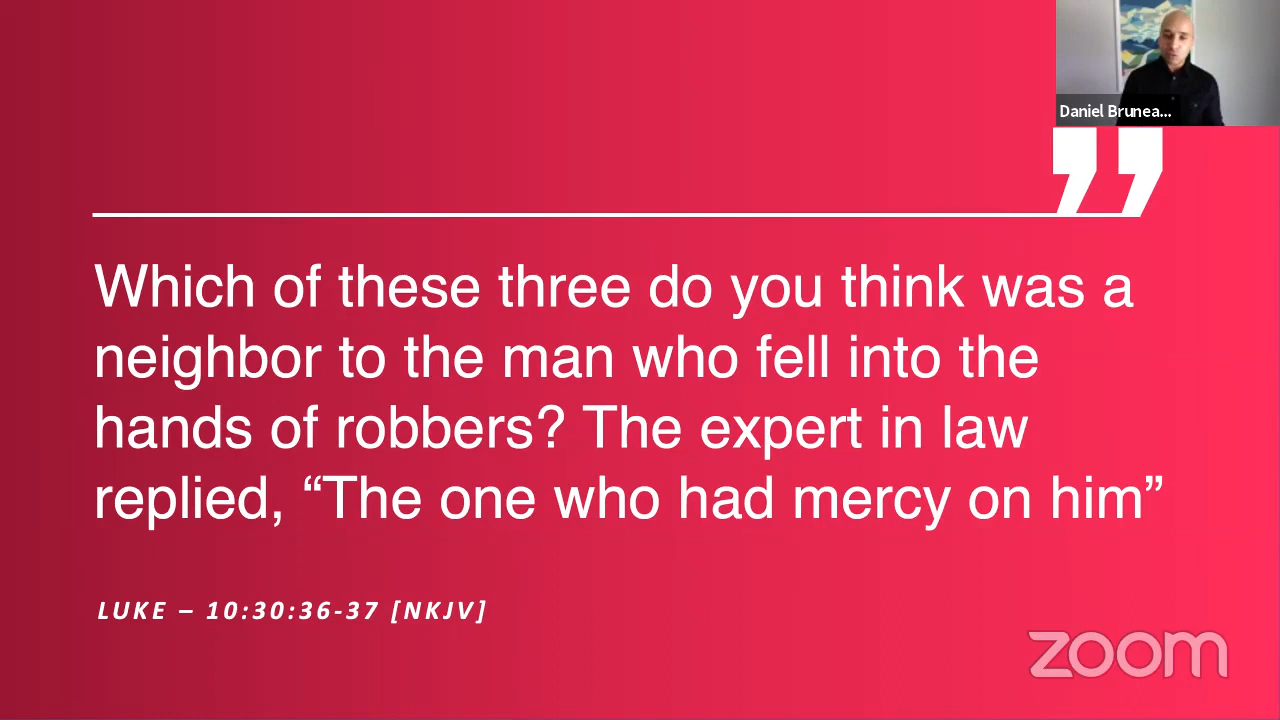 Daniel Brunea...
”
Which of these three do you think was a
neighbor to the man who fell into the
hands of robbers? The expert in law
replied, “The one who had mercy on him”
LUKE – 10:30:36-37 [NKJV]
zoom